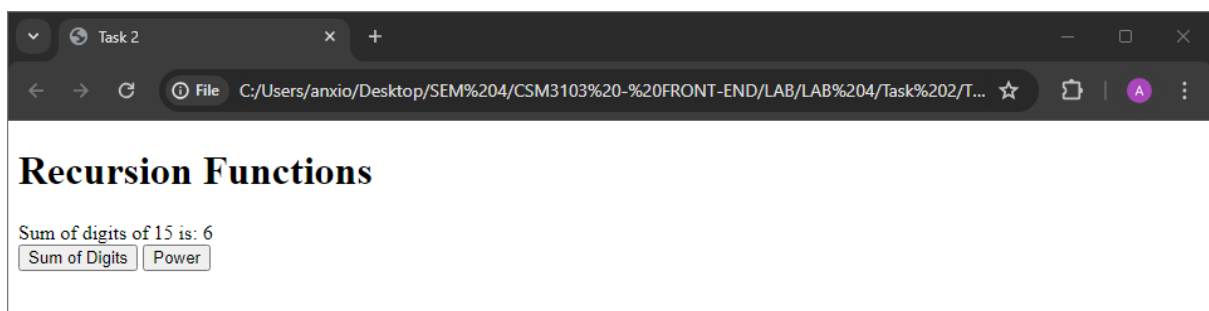 Task 2
File C:/Users/anxio/Desktop/SEM%204/CSM3103%20-%20FRONT-END/LAB/LAB%204/Task%202/T...
A
Recursion Functions
Sum of digits of 15 is: 6
Sum of Digits Power